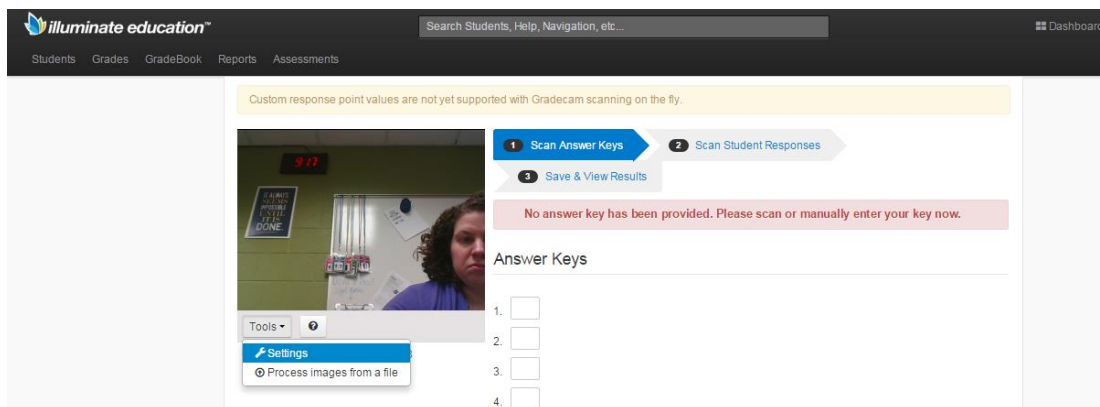 illuminate education™
Search Students, Help, Navigation, etc...
Dashboard
Students Grades GradeBook Reports Assessments
Custom response point values are not yet supported with Gradecam scanning on the fly.
1 Scan Answer Keys
2 Scan Student Responses
3 Save & View Results
No answer key has been provided. Please scan or manually enter your key now.
9:17
IT ALWAYS
SEEMS
IMPOSSIBLE
UNTIL
IT IS
DONE.
Answer Keys
1.
2.
3.
4.
Tools
Settings
Process images from a file